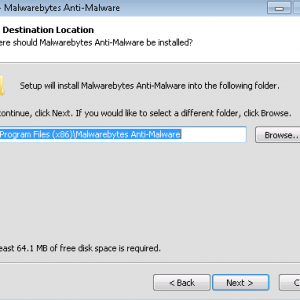 - Malwarebytes Anti-Malware
Destination Location
ere should Malwarebytes Anti-Malware be installed?
Setup will install Malwarebytes Anti-Malware into the following folder.
continue, click Next. If you would like to select a different folder, click Browse.
Program Files (x86)\Malwarebytes Anti-Malware
Browse..
east 64.1 MB of free disk space is required.
< Back
Next >
C